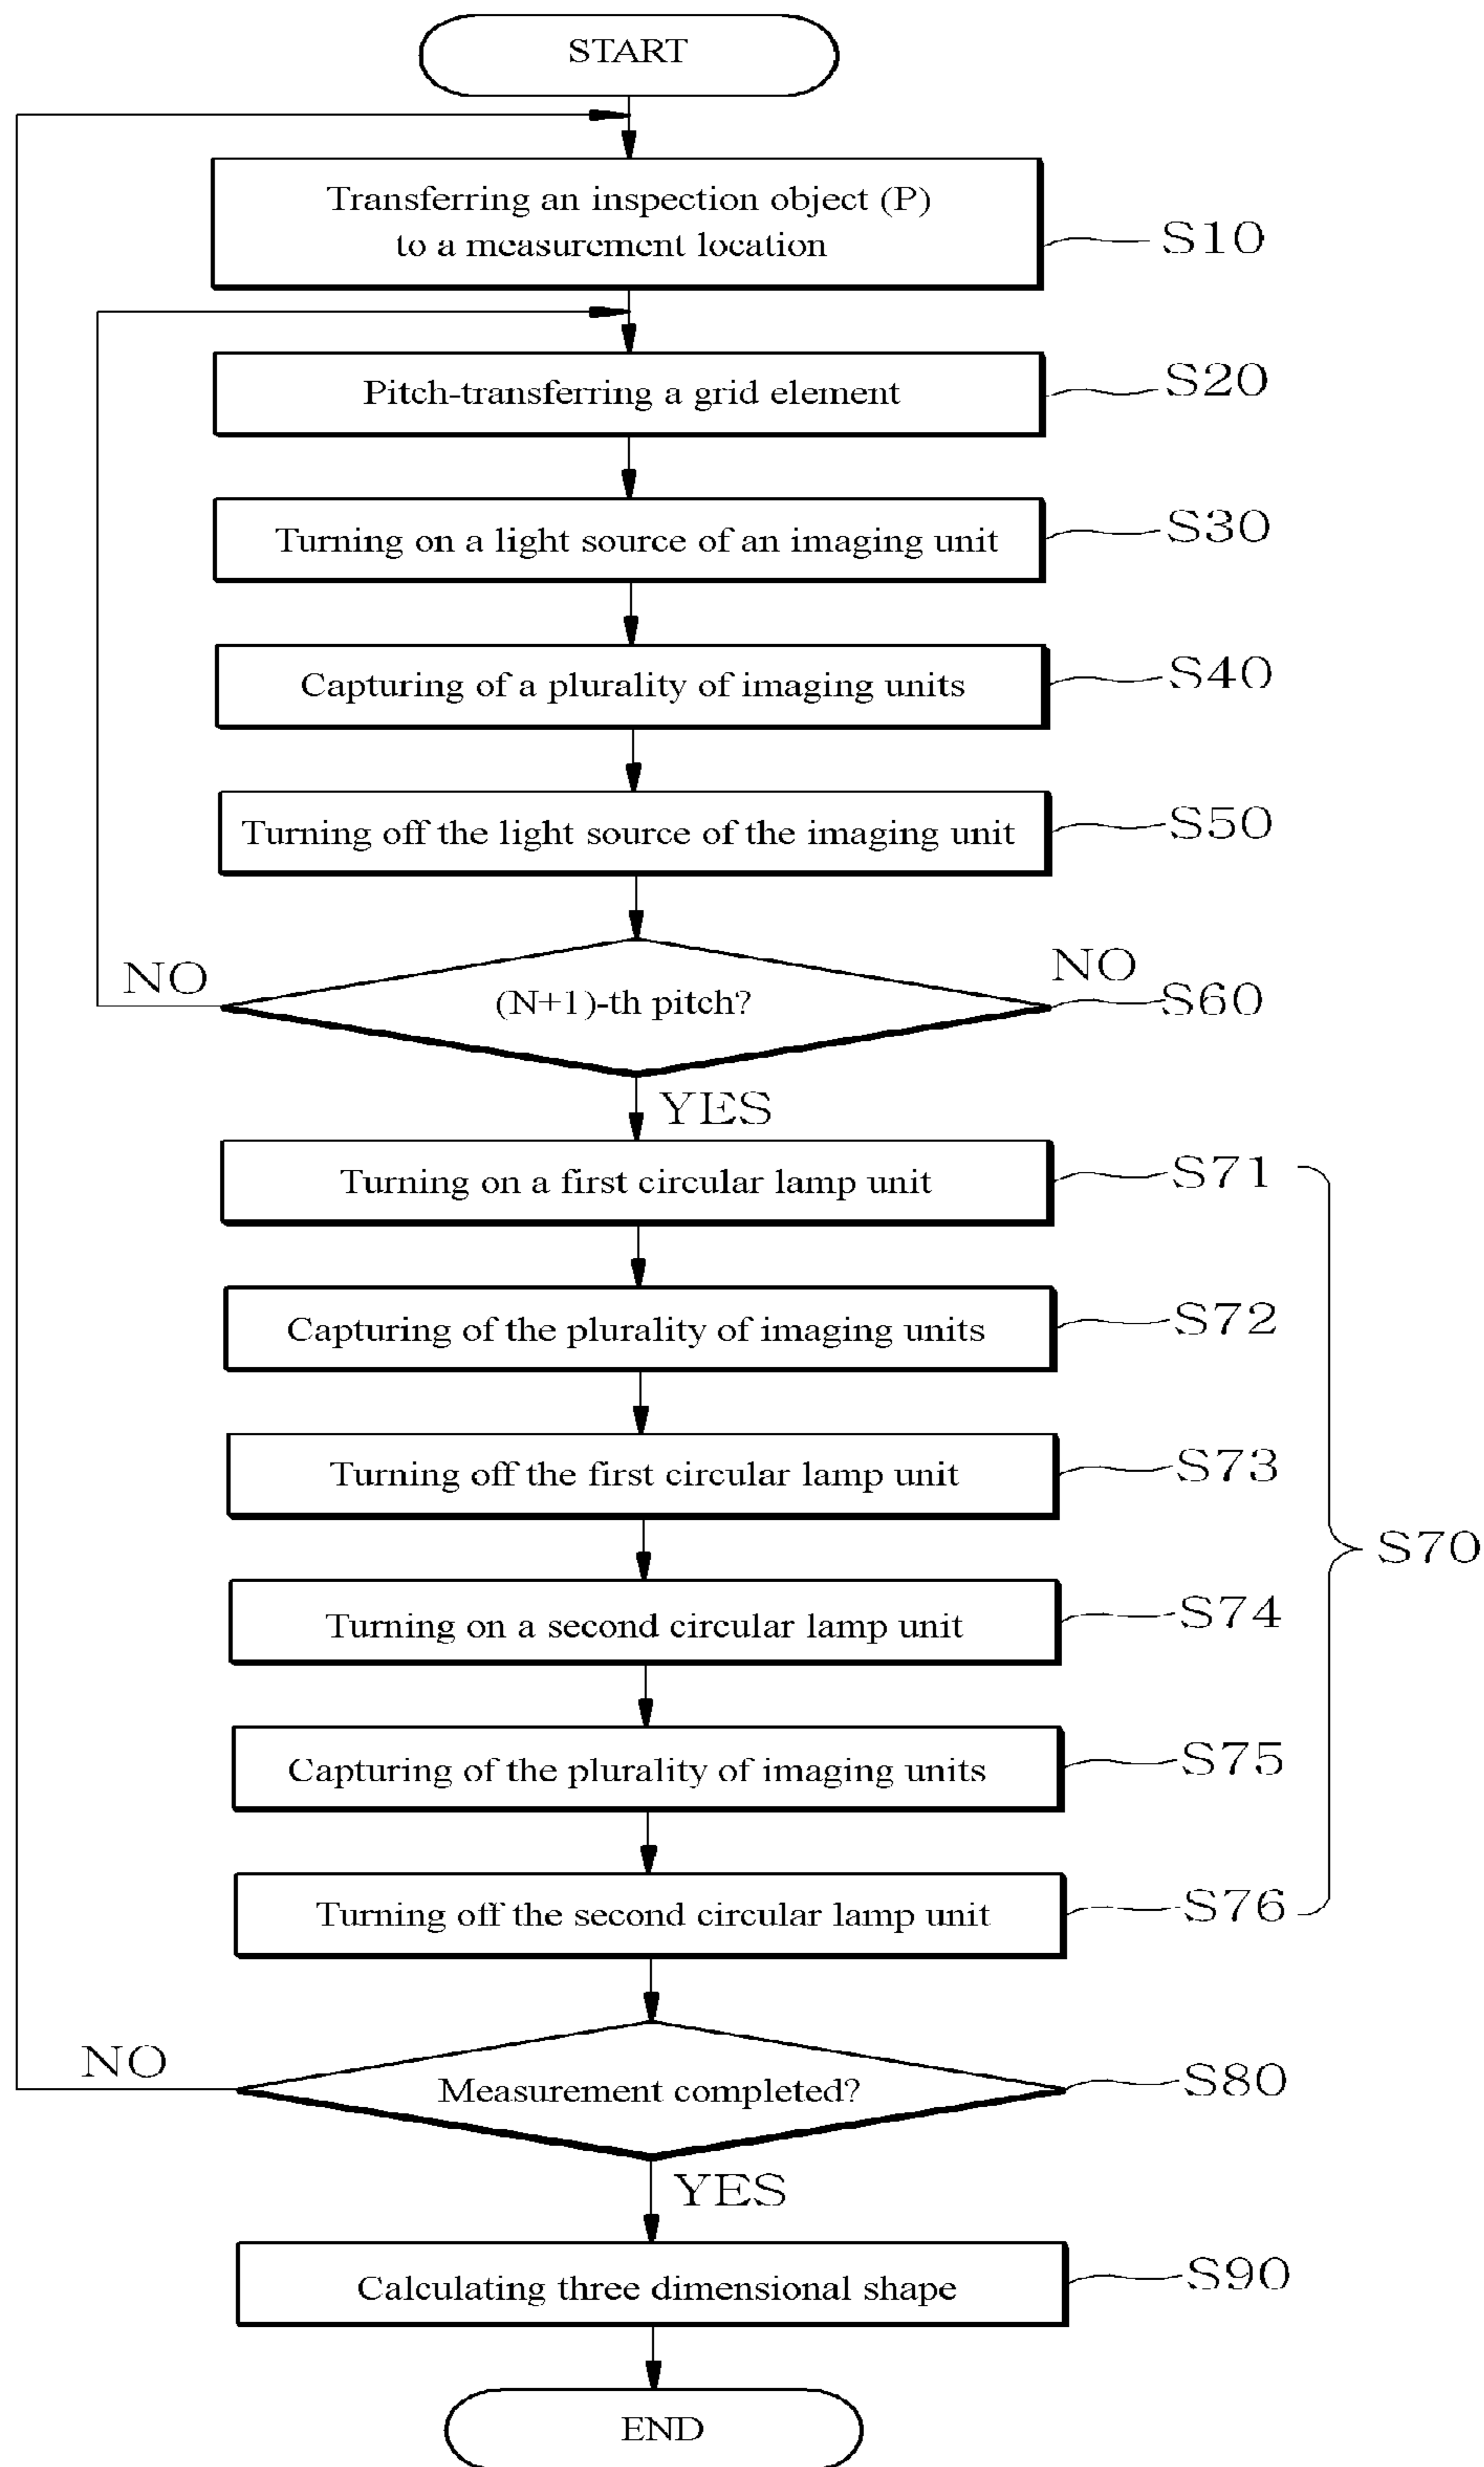 START
Transferring an inspection object (P)
to a measurement location
S10
Pitch-transferring a grid element
S20
Turning on a light source of an imaging unit
S30
Capturing of a plurality of imaging units
S40
Turning off the light source of the imaging unit
S50
NO
(N+1)-th pitch?
NO
S60
YES
Turning on a first circular lamp unit
S71
Capturing of the plurality of imaging units
S72
Turning off the first circular lamp unit
S73
S70
Turning on a second circular lamp unit
S74
Capturing of the plurality of imaging units
S75
Turning off the second circular lamp unit
S76
NO
Measurement completed?
S80
YES
Calculating three dimensional shape
S90
END